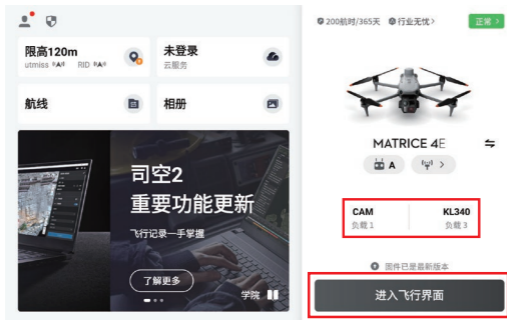 限高120m
utmiss RID
未登录
云服务
航线
相册
司空2
重要功能更新
飞行记录一手掌握
了解更多
学院
200航时/365天 行业无忧>
正常 >
MATRICE 4E
A
CAM
负载 1
KL340
负载 3
固件已是最新版本
进入飞行界面